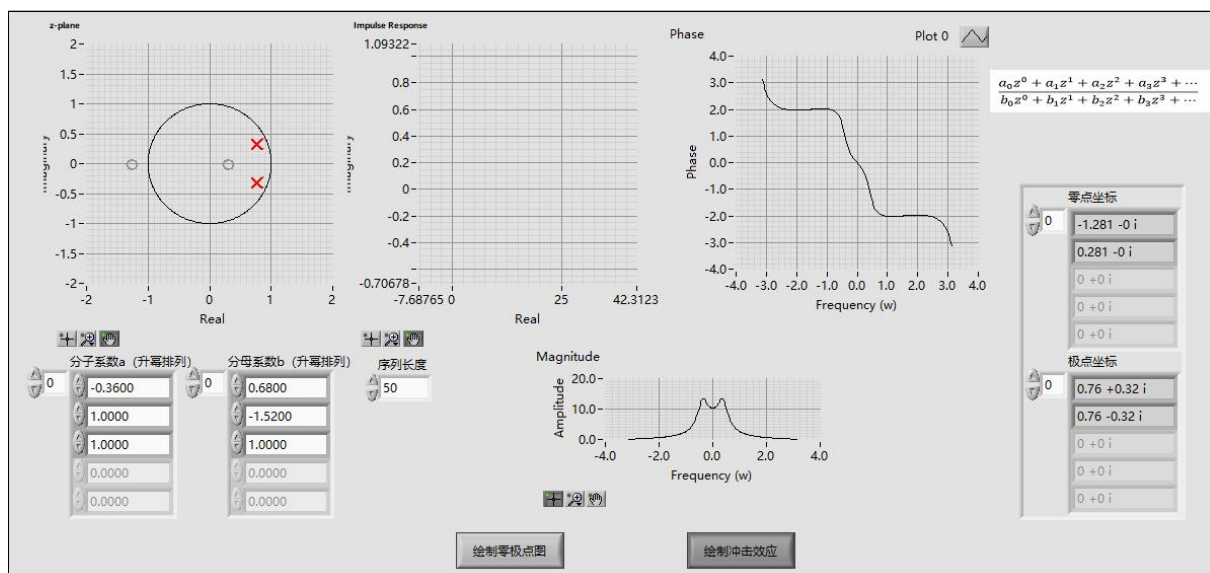 z-plane
2
1.5
1
0.5
0
-0.5
-1
-1.5
-2
-2
-1
0
1
2
Imaginary
Real
Impulse Response
1.09322
0.8
0.6
0.4
0.2
0
-0.2
-0.4
-0.70678
-7.68765
0
25
42.3123
Imaginary
Real
Phase
Plot 0
4.0
3.0
2.0
1.0
0.0
-1.0
-2.0
-3.0
-4.0
-4.0
-3.0
-2.0
-1.0
0.0
1.0
2.0
3.0
4.0
Phase
Frequency (w)
a₀z⁰ + a₁z¹ + a₂z² + a₃z³ + ⋯
b₀z⁰ + b₁z¹ + b₂z² + b₃z³ + ⋯
分子系数a（升幂排列）
0
-0.3600
1.0000
1.0000
0.0000
0.0000
分母系数b（升幂排列）
0
0.6800
-1.5200
1.0000
0.0000
0.0000
序列长度
50
Magnitude
20.0
10.0
0.0
-4.0
-2.0
0.0
2.0
4.0
Amplitude
Frequency (w)
零点坐标
0
-1.281 -0 i
0.281 -0 i
0 +0 i
0 +0 i
0 +0 i
极点坐标
0
0.76 +0.32 i
0.76 -0.32 i
0 +0 i
0 +0 i
0 +0 i
绘制零极点图
绘制冲击效应